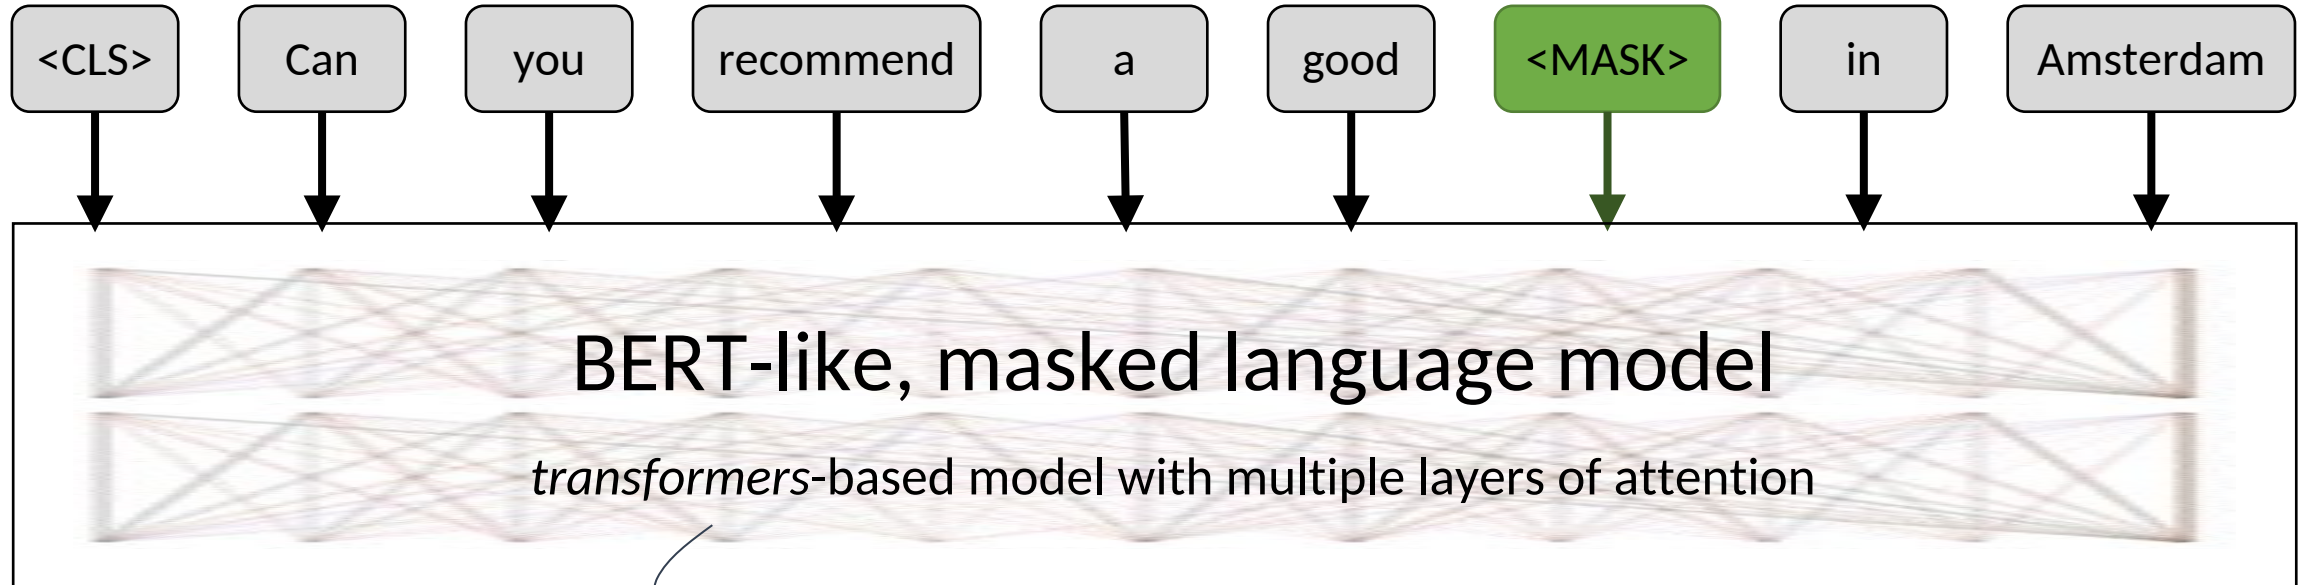 <CLS> Can you recommend a good <MASK> in Amsterdam
BERT-like, masked language model
transformers-based model with multiple layers of attention